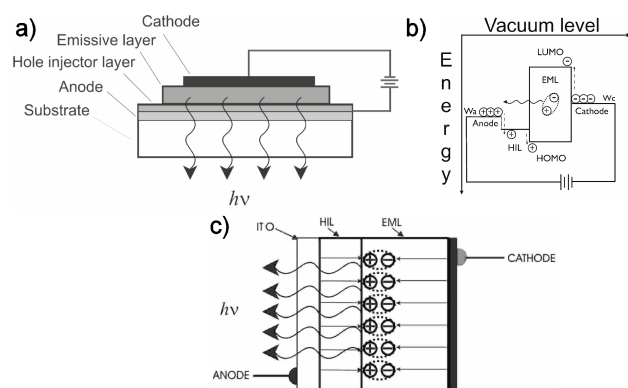 a)
Cathode
Emissive layer
Hole injector layer
Anode
Substrate
hν
b)
Vacuum level
Energy
LUMO
EML
Wa
Anode
HIL
HOMO
Wc
Cathode
c)
ITO
HIL
EML
CATHODE
hν
ANODE